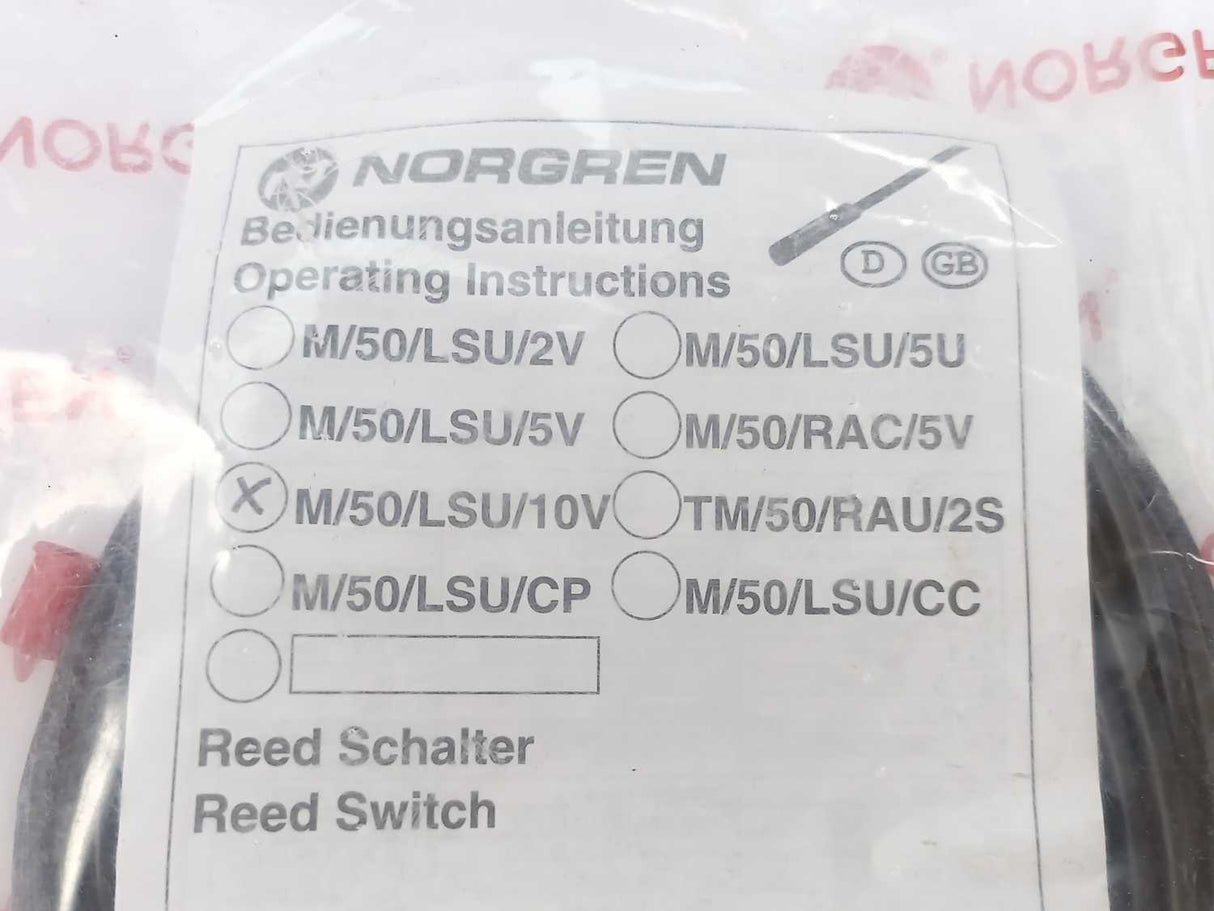 NORGREN
Bedienungsanleitung
Operating Instructions
D GB
M/50/LSU/2V M/50/LSU/5U
M/50/LSU/5V M/50/RAC/5V
X M/50/LSU/10V TM/50/RAU/2S
M/50/LSU/CP M/50/LSU/CC
Reed Schalter
Reed Switch